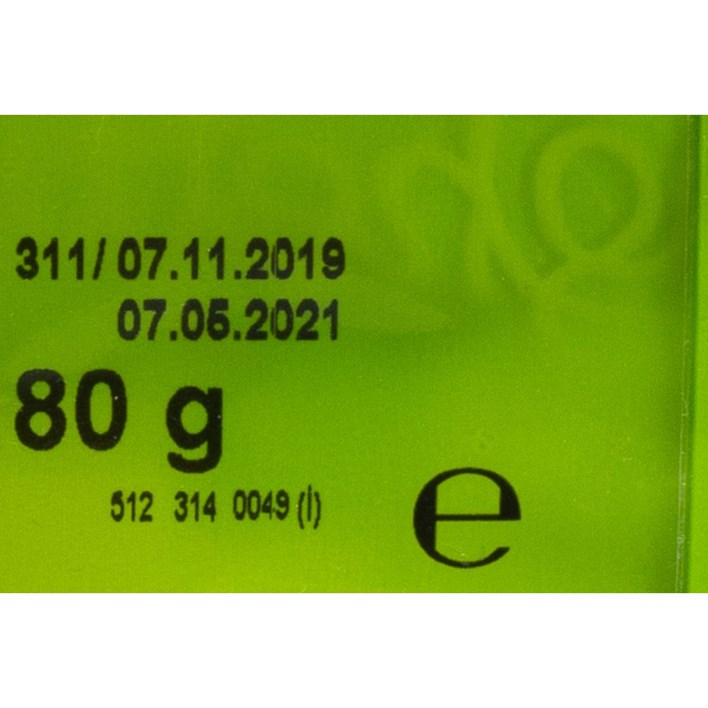 311/ 07.11.2019
07.05.2021
80 g
512 314 0049 (İ)
e